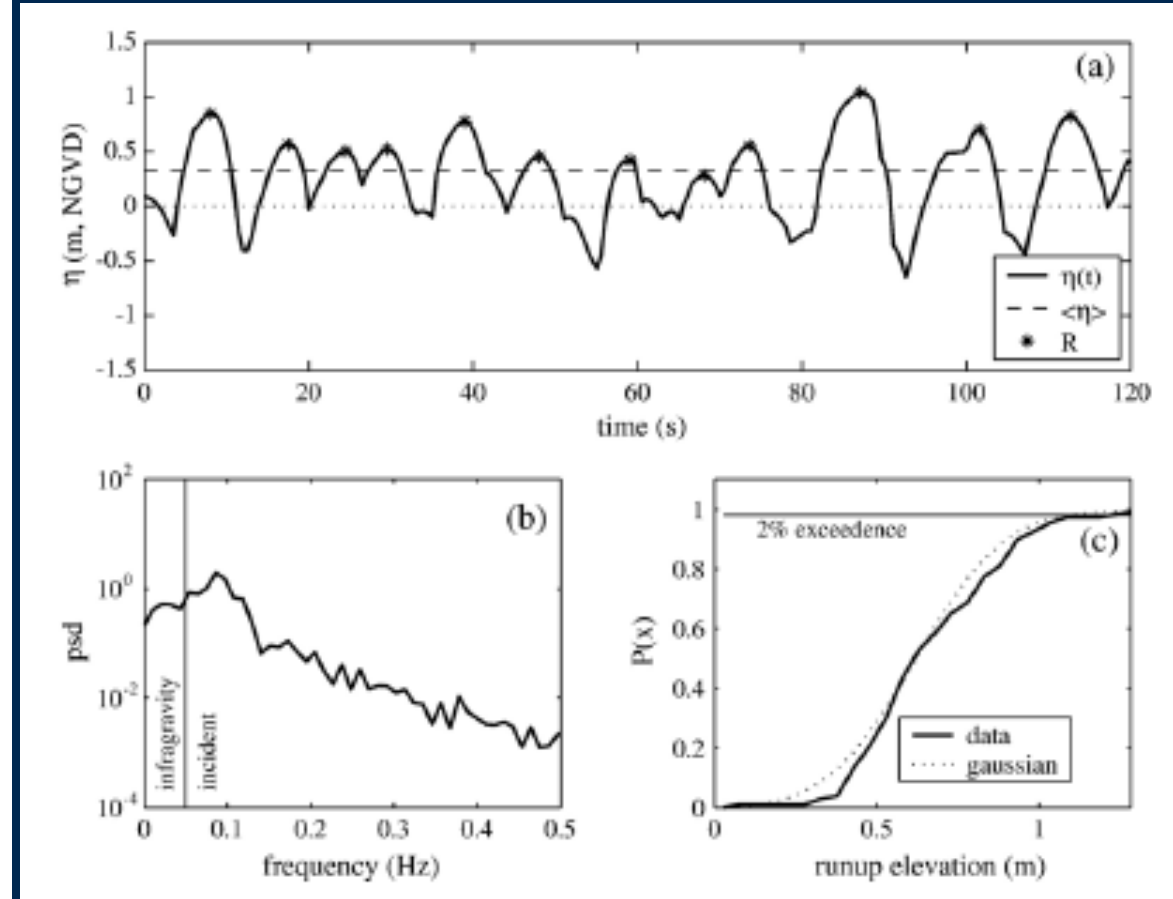 1.5
1
0.5
0
-0.5
-1
-1.5
η (m, NGVD)
(a)
η(t)
<η>
R
0 20 40 60 80 100 120
time (s)
10^2
10^0
10^-2
10^-4
psd
(b)
infragravity
incident
0 0.1 0.2 0.3 0.4 0.5
frequency (Hz)
1
0.8
0.6
0.4
0.2
0
P(x)
2% exceedence
(c)
data
gaussian
0 0.5 1
runup elevation (m)